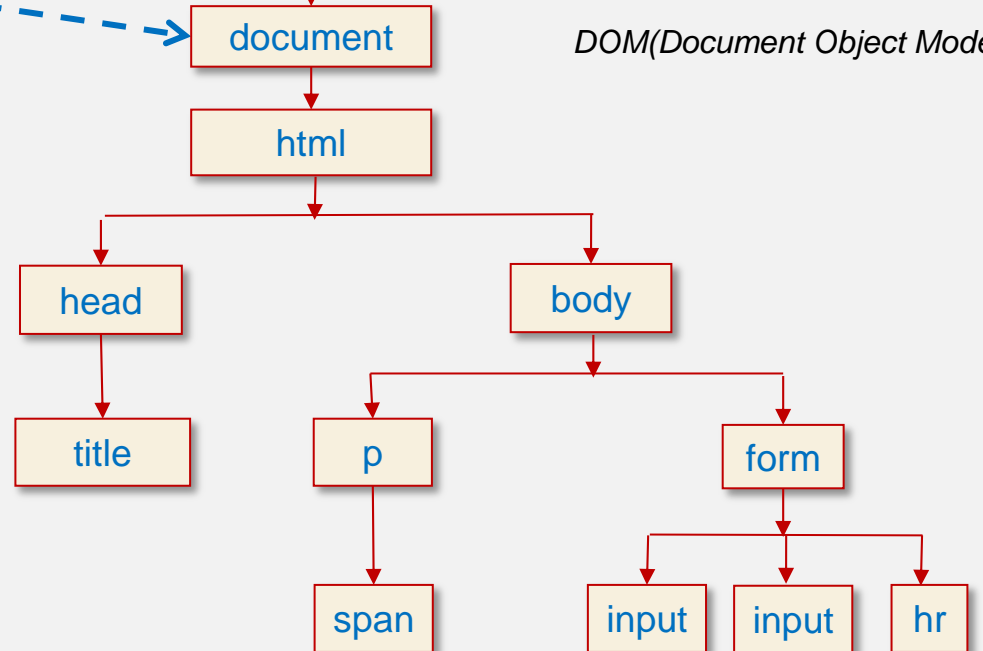 document
DOM(Document Object Mode
html
head
body
title
p
form
span
input
input
hr